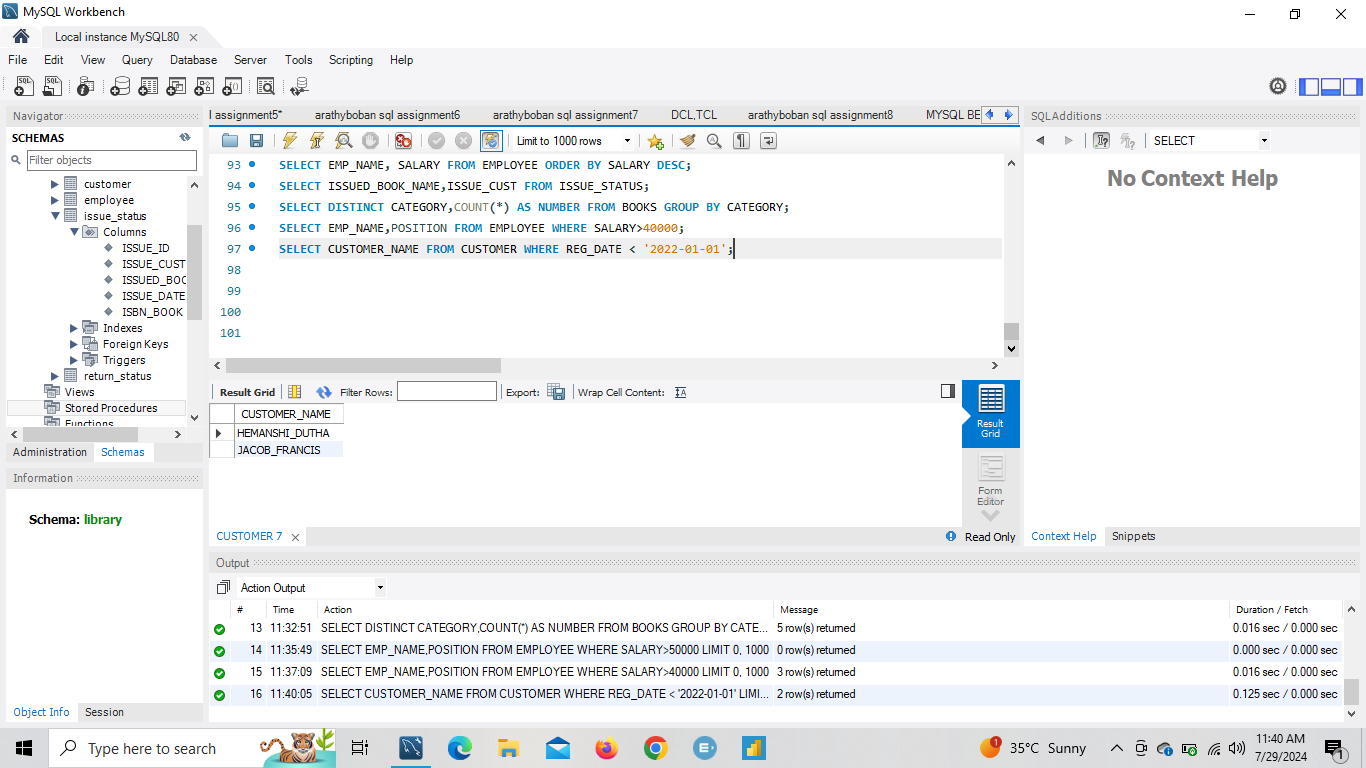 MySQL Workbench
Local instance MySQL80
File Edit View Query Database Server Tools Scripting Help
Navigator
SCHEMAS
Filter objects
customer
employee
issue_status
Columns
ISSUE_ID
ISSUE_CUST
ISSUED_BOO
ISSUE_DATE
ISBN_BOOK
Indexes
Foreign Keys
Triggers
return_status
Views
Stored Procedures
Functions
Administration Schemas
Information
Schema: library
Object Info Session
l assignment5* arathyboban sql assignment6 arathyboban sql assignment7 DCL,TCL arathyboban sql assignment8 MYSQL BE
Limit to 1000 rows
93 SELECT EMP_NAME, SALARY FROM EMPLOYEE ORDER BY SALARY DESC;
94 SELECT ISSUED_BOOK_NAME,ISSUE_CUST FROM ISSUE_STATUS;
95 SELECT DISTINCT CATEGORY,COUNT(*) AS NUMBER FROM BOOKS GROUP BY CATEGORY;
96 SELECT EMP_NAME,POSITION FROM EMPLOYEE WHERE SALARY>40000;
97 SELECT CUSTOMER_NAME FROM CUSTOMER WHERE REG_DATE < '2022-01-01';
98
99
100
101
Result Grid Filter Rows: Export: Wrap Cell Content:
CUSTOMER_NAME
HEMANSHI_DUTHA
JACOB_FRANCIS
Result
Grid
Form
Editor
CUSTOMER 7 Read Only
SQLAdditions
SELECT
No Context Help
Context Help Snippets
Output
Action Output
# Time Action Message Duration / Fetch
13 11:32:51 SELECT DISTINCT CATEGORY,COUNT(*) AS NUMBER FROM BOOKS GROUP BY CATE... 5 row(s) returned 0.016 sec / 0.000 sec
14 11:35:49 SELECT EMP_NAME,POSITION FROM EMPLOYEE WHERE SALARY>50000 LIMIT 0, 1000 0 row(s) returned 0.000 sec / 0.000 sec
15 11:37:09 SELECT EMP_NAME,POSITION FROM EMPLOYEE WHERE SALARY>40000 LIMIT 0, 1000 3 row(s) returned 0.016 sec / 0.000 sec
16 11:40:05 SELECT CUSTOMER_NAME FROM CUSTOMER WHERE REG_DATE < '2022-01-01' LIMI... 2 row(s) returned 0.125 sec / 0.000 sec
Type here to search
1 35°C Sunny
11:40 AM
7/29/2024
1